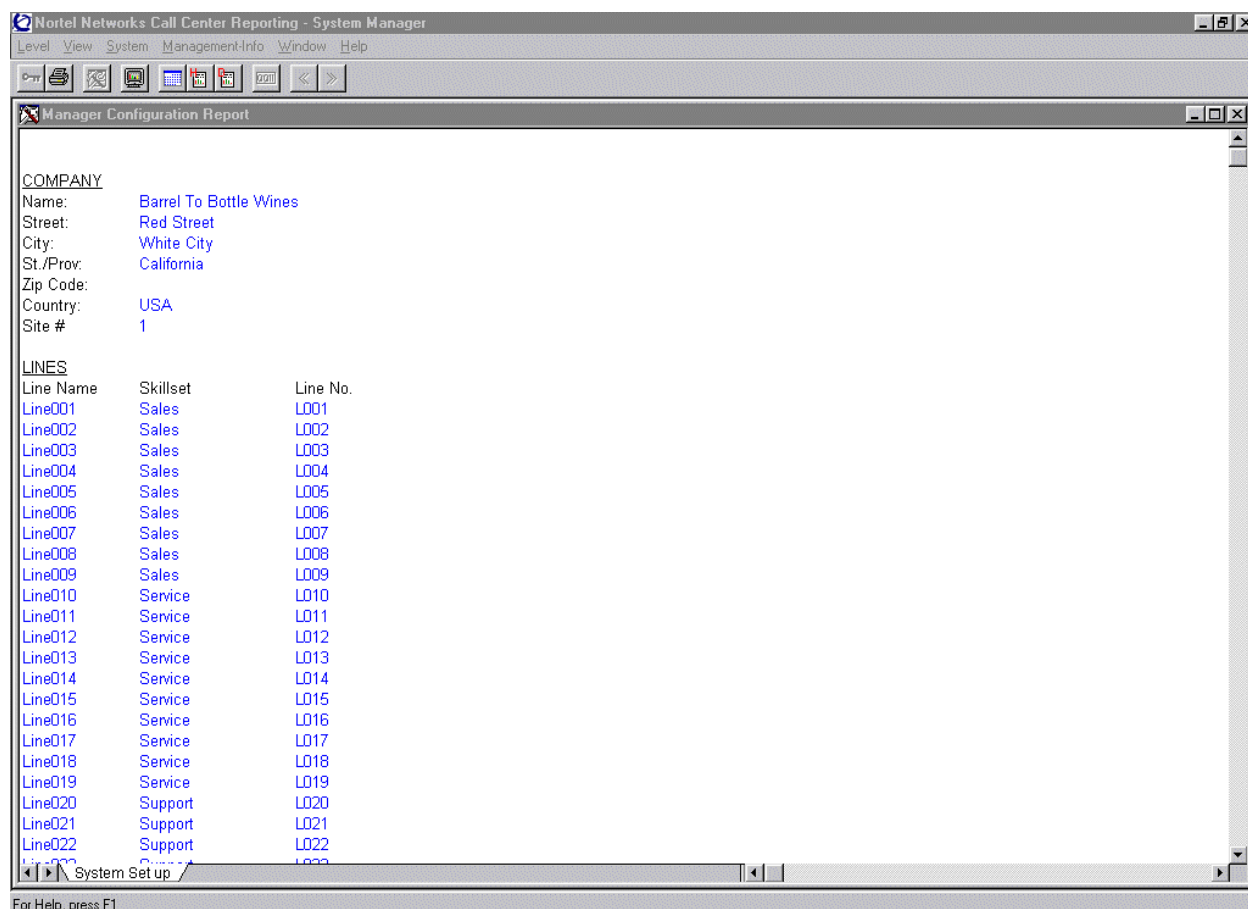 Nortel Networks Call Center Reporting - System Manager
Level View System Management-Info Window Help
Manager Configuration Report
COMPANY
Name: Barrel To Bottle Wines
Street: Red Street
City: White City
St./Prov: California
Zip Code:
Country: USA
Site # 1
LINES
Line Name Skillset Line No.
Line001 Sales L001
Line002 Sales L002
Line003 Sales L003
Line004 Sales L004
Line005 Sales L005
Line006 Sales L006
Line007 Sales L007
Line008 Sales L008
Line009 Sales L009
Line010 Service L010
Line011 Service L011
Line012 Service L012
Line013 Service L013
Line014 Service L014
Line015 Service L015
Line016 Service L016
Line017 Service L017
Line018 Service L018
Line019 Service L019
Line020 Support L020
Line021 Support L021
Line022 Support L022
System Set up
For Help, press F1